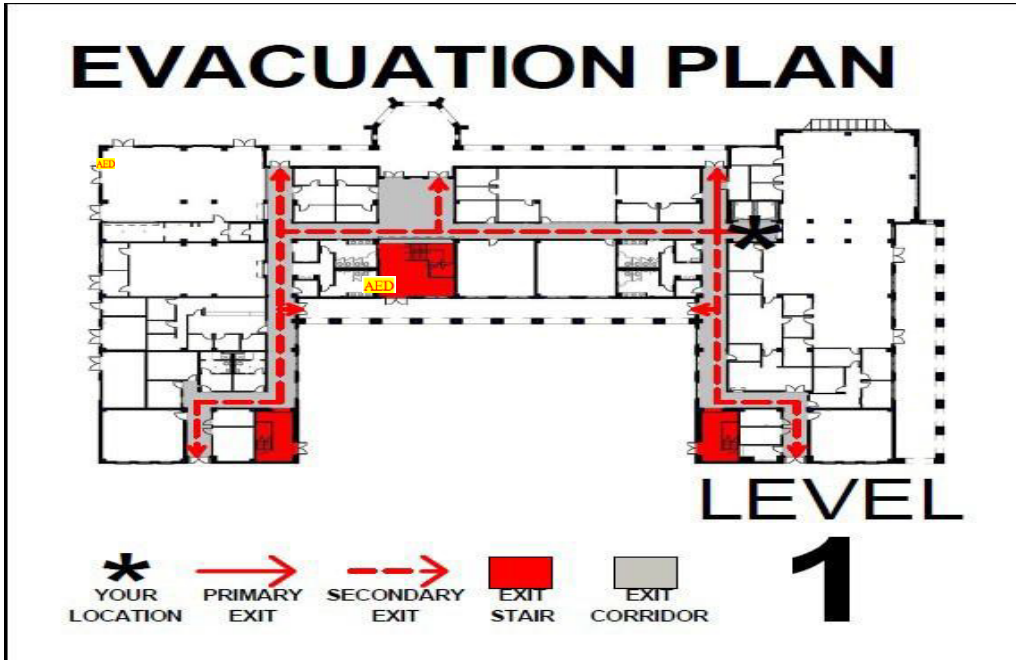 EVACUATION PLAN
AED
AED
LEVEL
1
* YOUR LOCATION
PRIMARY EXIT
SECONDARY EXIT
EXIT STAIR
EXIT CORRIDOR